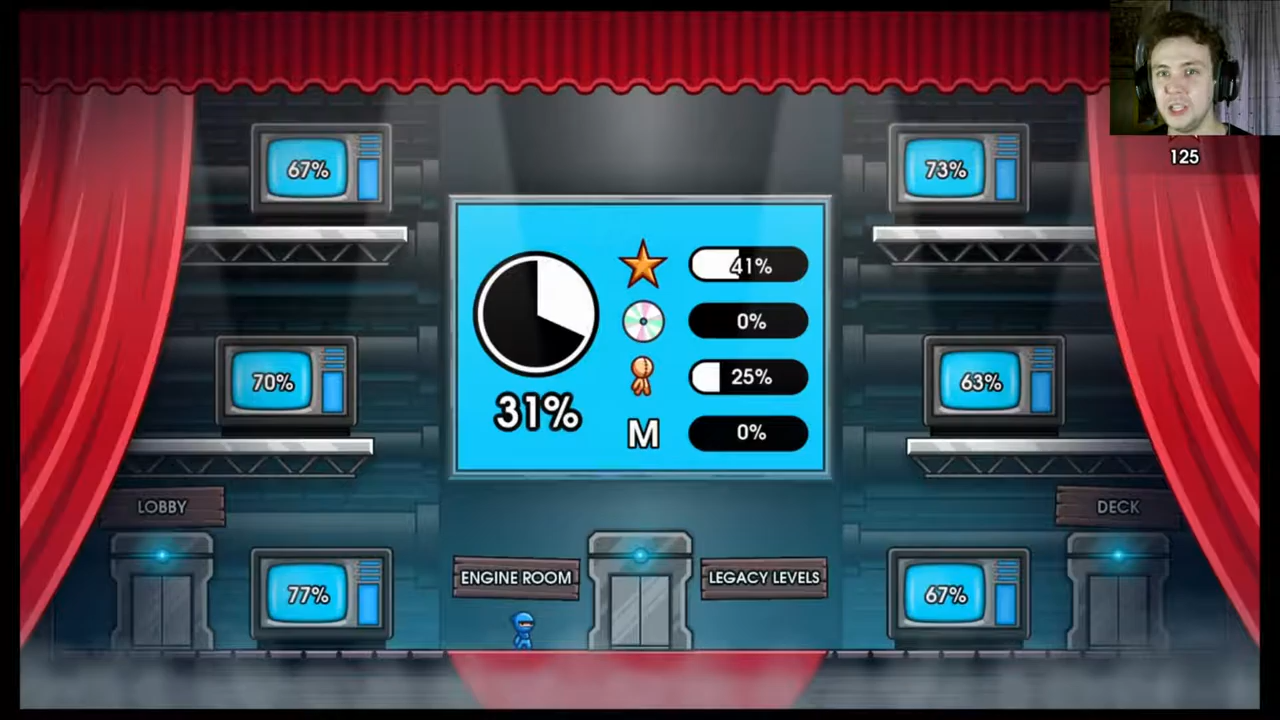 67%
73%
125
41%
0%
70%
25%
63%
31%
M
0%
LOBBY
DECK
ENGINE ROOM
LEGACY LEVELS
77%
67%